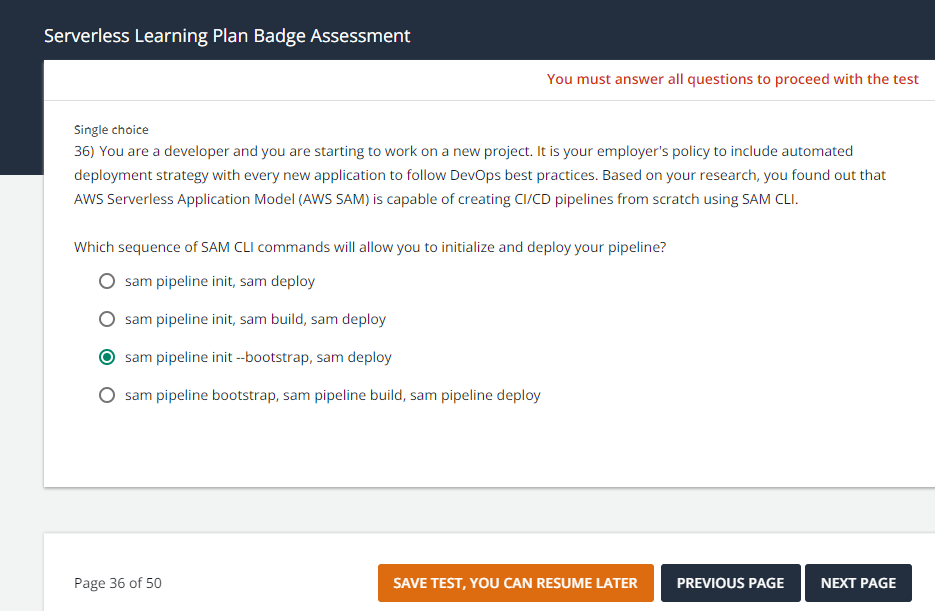 Serverless Learning Plan Badge Assessment
You must answer all questions to proceed with the test
Single choice
36) You are a developer and you are starting to work on a new project. It is your employer's policy to include automated
deployment strategy with every new application to follow DevOps best practices. Based on your research, you found out that
AWS Serverless Application Model (AWS SAM) is capable of creating CI/CD pipelines from scratch using SAM CLI.
Which sequence of SAM CLI commands will allow you to initialize and deploy your pipeline?
sam pipeline init, sam deploy
sam pipeline init, sam build, sam deploy
sam pipeline init --bootstrap, sam deploy
sam pipeline bootstrap, sam pipeline build, sam pipeline deploy
Page 36 of 50
SAVE TEST, YOU CAN RESUME LATER
PREVIOUS PAGE
NEXT PAGE